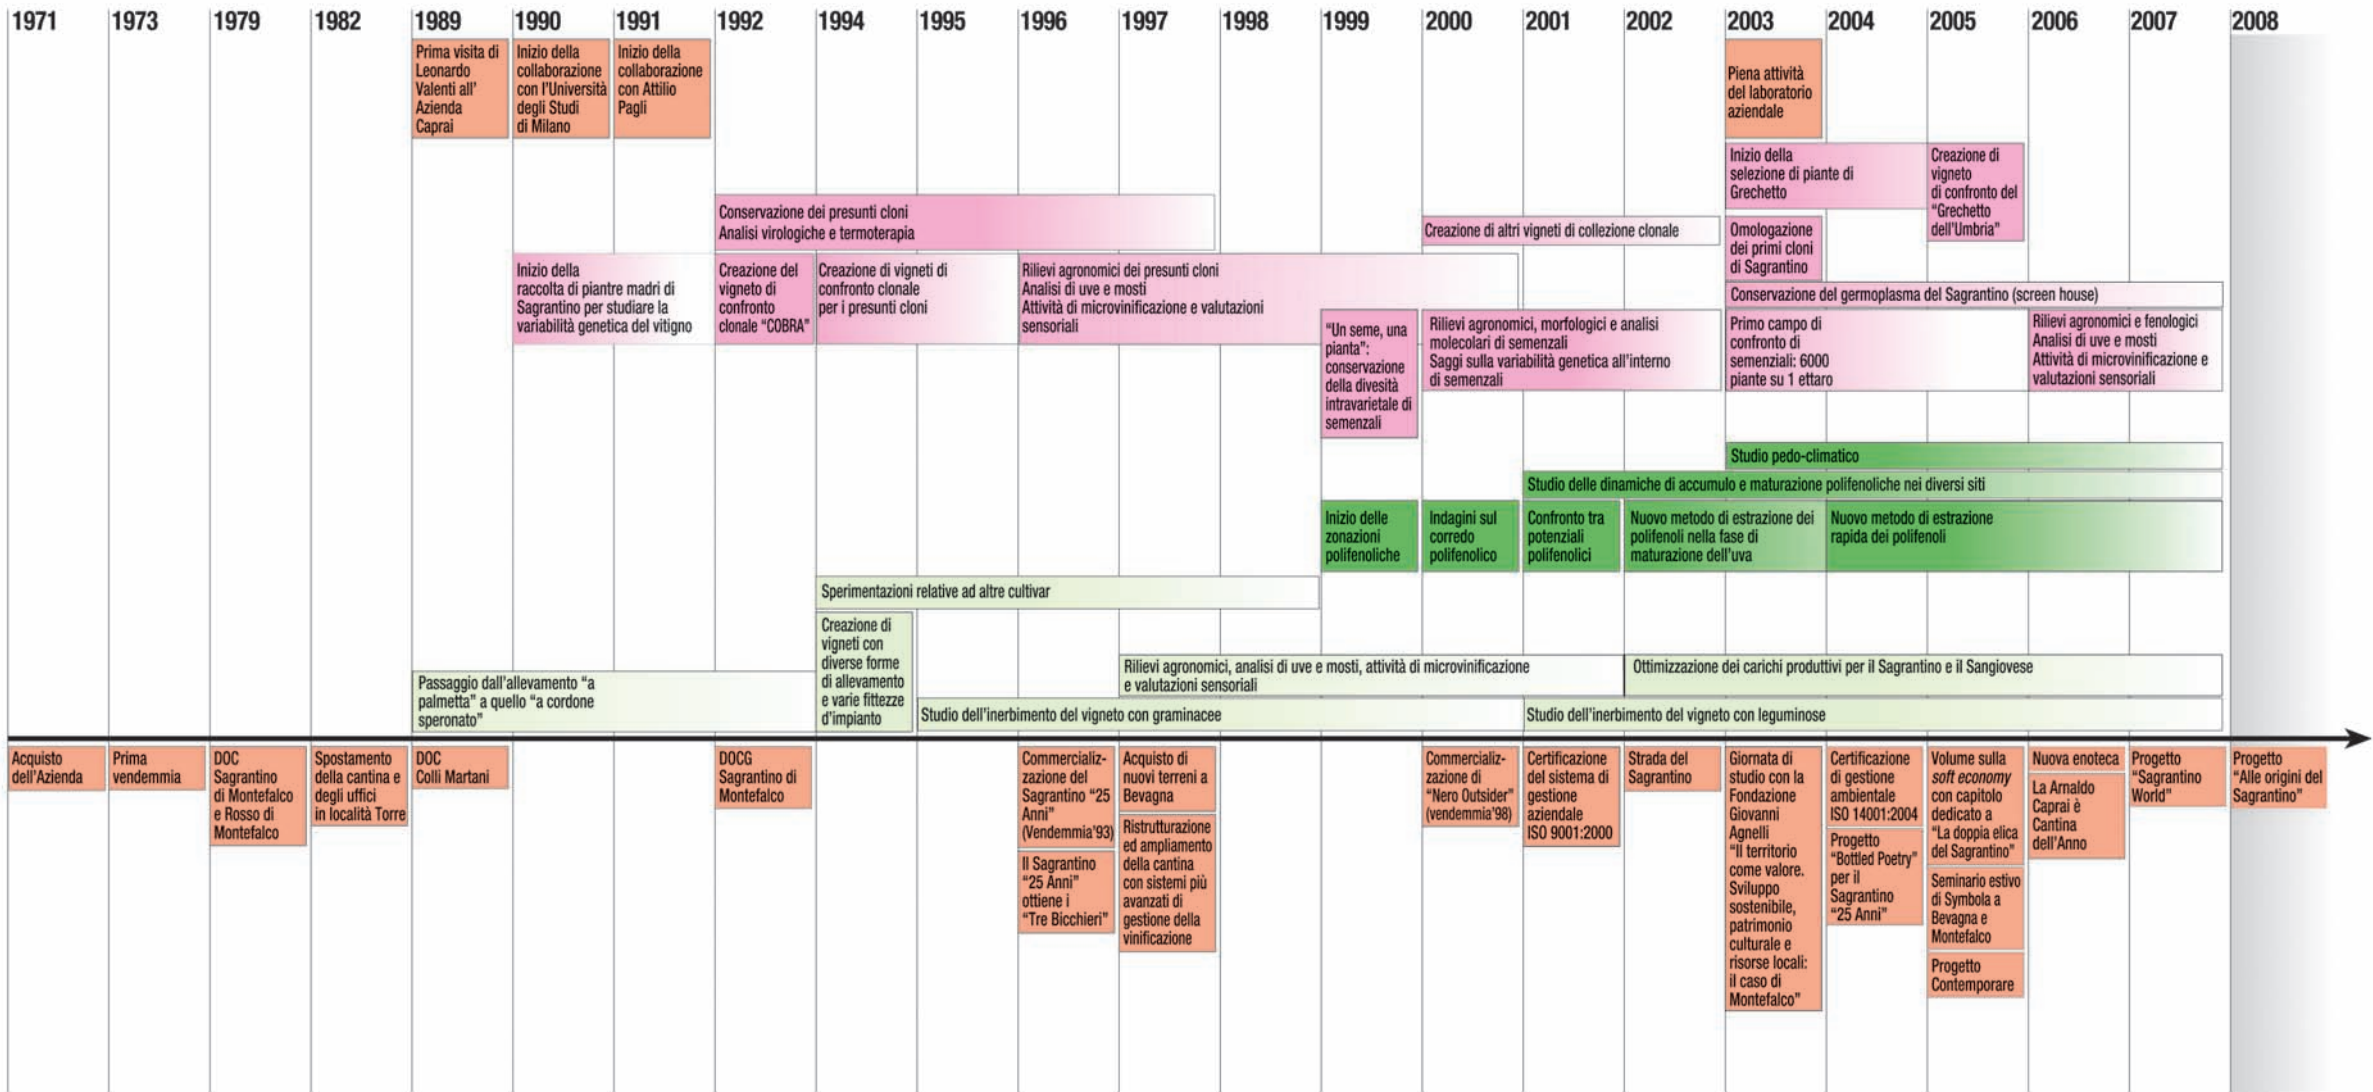 1971 1973 1979 1982 1989 1990 1991 1992 1994 1995 1996 1997 1998 1999 2000 2001 2002 2003 2004 2005 2006 2007 2008
Prima visita di
Leonardo
Valenti all'
Azienda
Caprai
Inizio della
collaborazione
con l'Università
degli Studi
di Milano
Inizio della
collaborazione
con Attilio
Pagli
Piena attività
del laboratorio
aziendale
Inizio della
selezione di piante di
Grechetto
Creazione di
vigneto
di confronto del
“Grechetto
dell'Umbria”
Conservazione dei presunti cloni
Analisi virologiche e termoterapia
Creazione di altri vigneti di collezione clonale
Omologazione
dei primi cloni
di Sagrantino
Inizio della
raccolta di piantre madri di
Sagrantino per studiare la
variabilità genetica del vitigno
Creazione del
vigneto di
confronto
clonale “COBRA”
Creazione di vigneti di
confronto clonale
per i presunti cloni
Rilievi agronomici dei presunti cloni
Analisi di uve e mosti
Attività di microvinificazione e valutazioni
sensoriali
Conservazione del germoplasma del Sagrantino (screen house)
“Un seme, una
pianta”:
conservazione
della divesità
intravarietale di
semenzali
Rilievi agronomici, morfologici e analisi
molecolari di semenzali
Saggi sulla variabilità genetica all'interno
di semenzali
Primo campo di
confronto di
semenziali: 6000
piante su 1 ettaro
Rilievi agronomici e fenologici
Analisi di uve e mosti
Attività di microvinificazione e
valutazioni sensoriali
Studio pedo-climatico
Studio delle dinamiche di accumulo e maturazione polifenoliche nei diversi siti
Inizio delle
zonazioni
polifenoliche
Indagini sul
corredo
polifenolico
Confronto tra
potenziali
polifenolici
Nuovo metodo di estrazione dei
polifenoli nella fase di
maturazione dell'uva
Nuovo metodo di estrazione
rapida dei polifenoli
Sperimentazioni relative ad altre cultivar
Creazione di
vigneti con
diverse forme
di allevamento
e varie fittezze
d'impianto
Rilievi agronomici, analisi di uve e mosti, attività di microvinificazione
e valutazioni sensoriali
Ottimizzazione dei carichi produttivi per il Sagrantino e il Sangiovese
Passaggio dall'allevamento “a
palmetta” a quello “a cordone
speronato”
Studio dell'inerbimento del vigneto con graminacee
Studio dell'inerbimento del vigneto con leguminose
Acquisto
dell'Azienda
Prima
vendemmia
DOC
Sagrantino
di Montefalco
e Rosso di
Montefalco
Spostamento
della cantina e
degli uffici
in località Torre
DOC
Colli Martani
DOCG
Sagrantino di
Montefalco
Commercializ-
zazione del
Sagrantino “25
Anni”
(Vendemmia'93)
Il Sagrantino
“25 Anni”
ottiene i
“Tre Bicchieri”
Acquisto di
nuovi terreni a
Bevagna
Ristrutturazione
ed ampliamento
della cantina
con sistemi più
avanzati di
gestione della
vinificazione
Commercializ-
zazione di
“Nero Outsider”
(vendemmia'98)
Certificazione
del sistema di
gestione
aziendale
ISO 9001:2000
Strada del
Sagrantino
Giornata di
studio con la
Fondazione
Giovanni
Agnelli
“Il territorio
come valore.
Sviluppo
sostenibile,
patrimonio
culturale e
risorse locali:
il caso di
Montefalco”
Certificazione
di gestione
ambientale
ISO 14001:2004
Progetto
“Bottled Poetry”
per il
Sagrantino
“25 Anni”
Volume sulla
soft economy
con capitolo
dedicato a
“La doppia elica
del Sagrantino”
Seminario estivo
di Symbola a
Bevagna e
Montefalco
Progetto
Contemporare
Nuova enoteca
La Arnaldo
Caprai è
Cantina
dell'Anno
Progetto
“Sagrantino
World”
Progetto
“Alle origini del
Sagrantino”